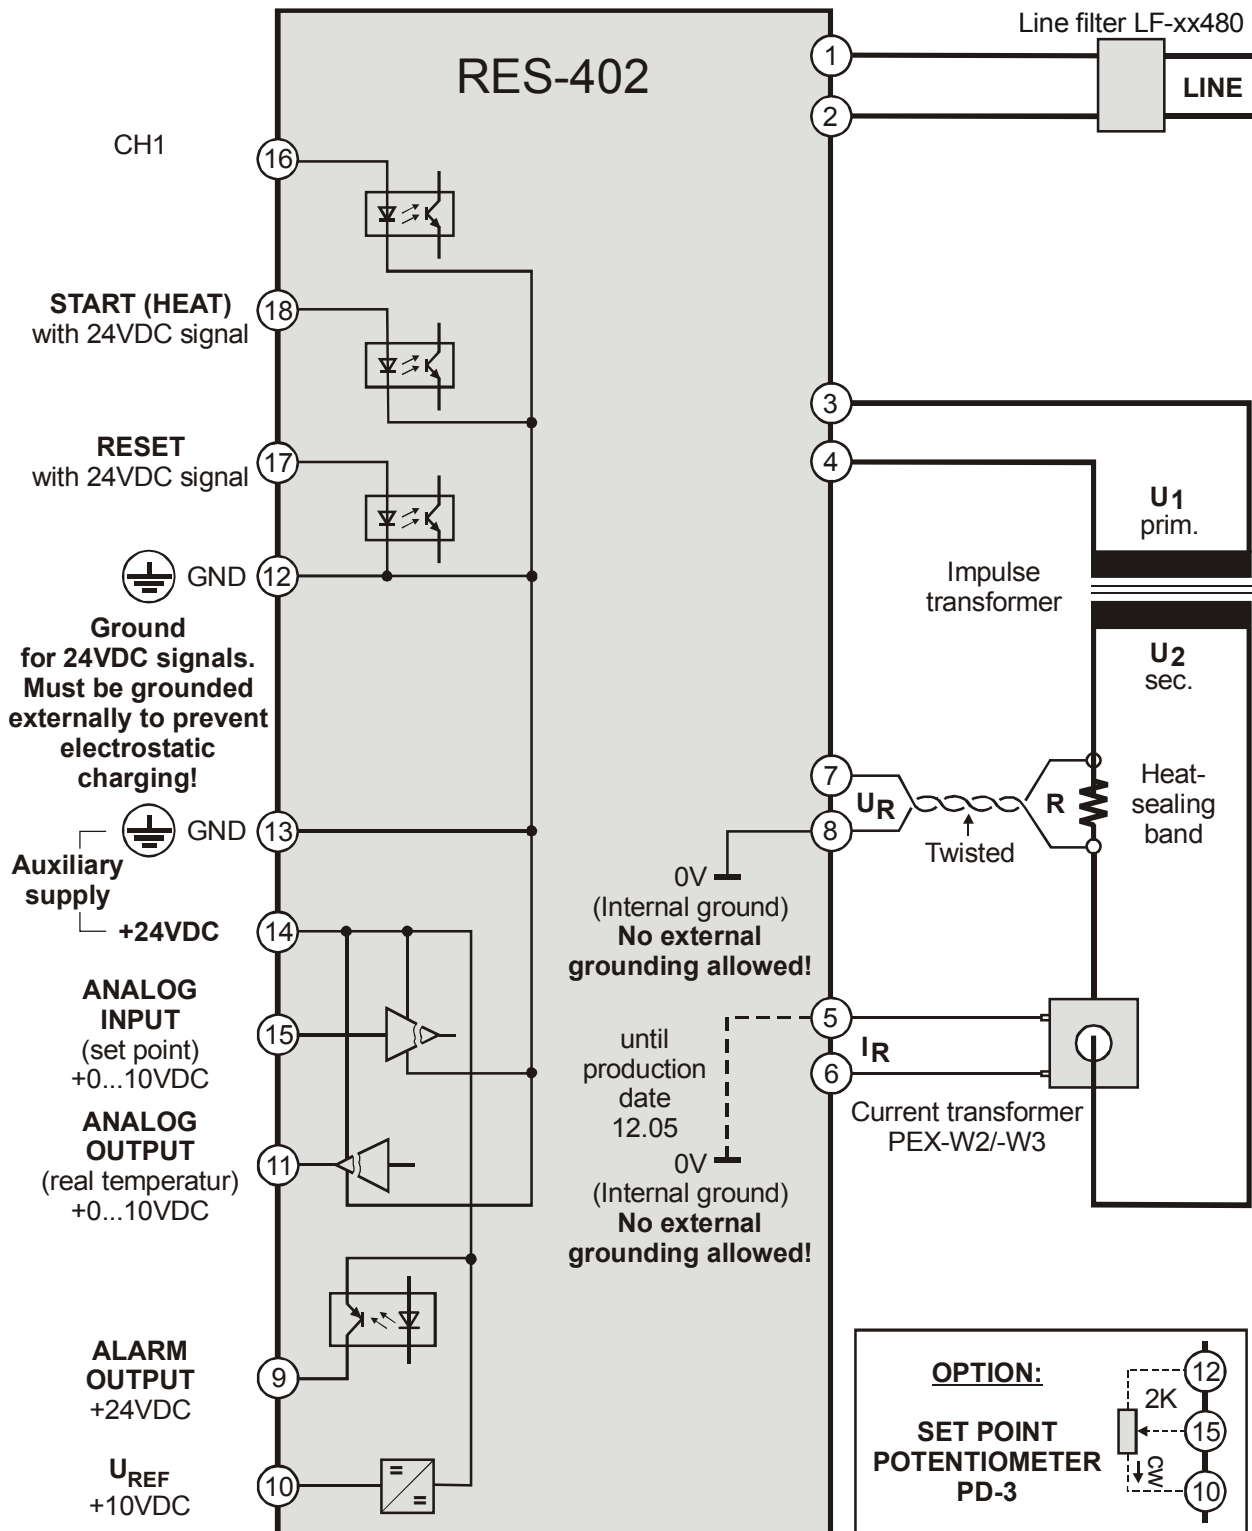 Line filter LF-xx480
RES-402
1
LINE
2
CH1
16
START (HEAT)
with 24VDC signal
18
RESET
with 24VDC signal
17
GND
12
Ground
for 24VDC signals.
Must be grounded
externally to prevent
electrostatic
charging!
GND
13
Auxiliary
supply
+24VDC
14
ANALOG
INPUT
(set point)
+0...10VDC
15
ANALOG
OUTPUT
(real temperatur)
+0...10VDC
11
ALARM
OUTPUT
+24VDC
9
UREF
+10VDC
10
3
4
U1
prim.
Impulse
transformer
U2
sec.
7
8
UR
Twisted
R
Heat-
sealing
band
0V
(Internal ground)
No external
grounding allowed!
5
6
IR
until
production
date
12.05
0V
(Internal ground)
No external
grounding allowed!
Current transformer
PEX-W2/-W3
OPTION:
SET POINT
POTENTIOMETER
PD-3
12
2K
15
CW
10
=
=